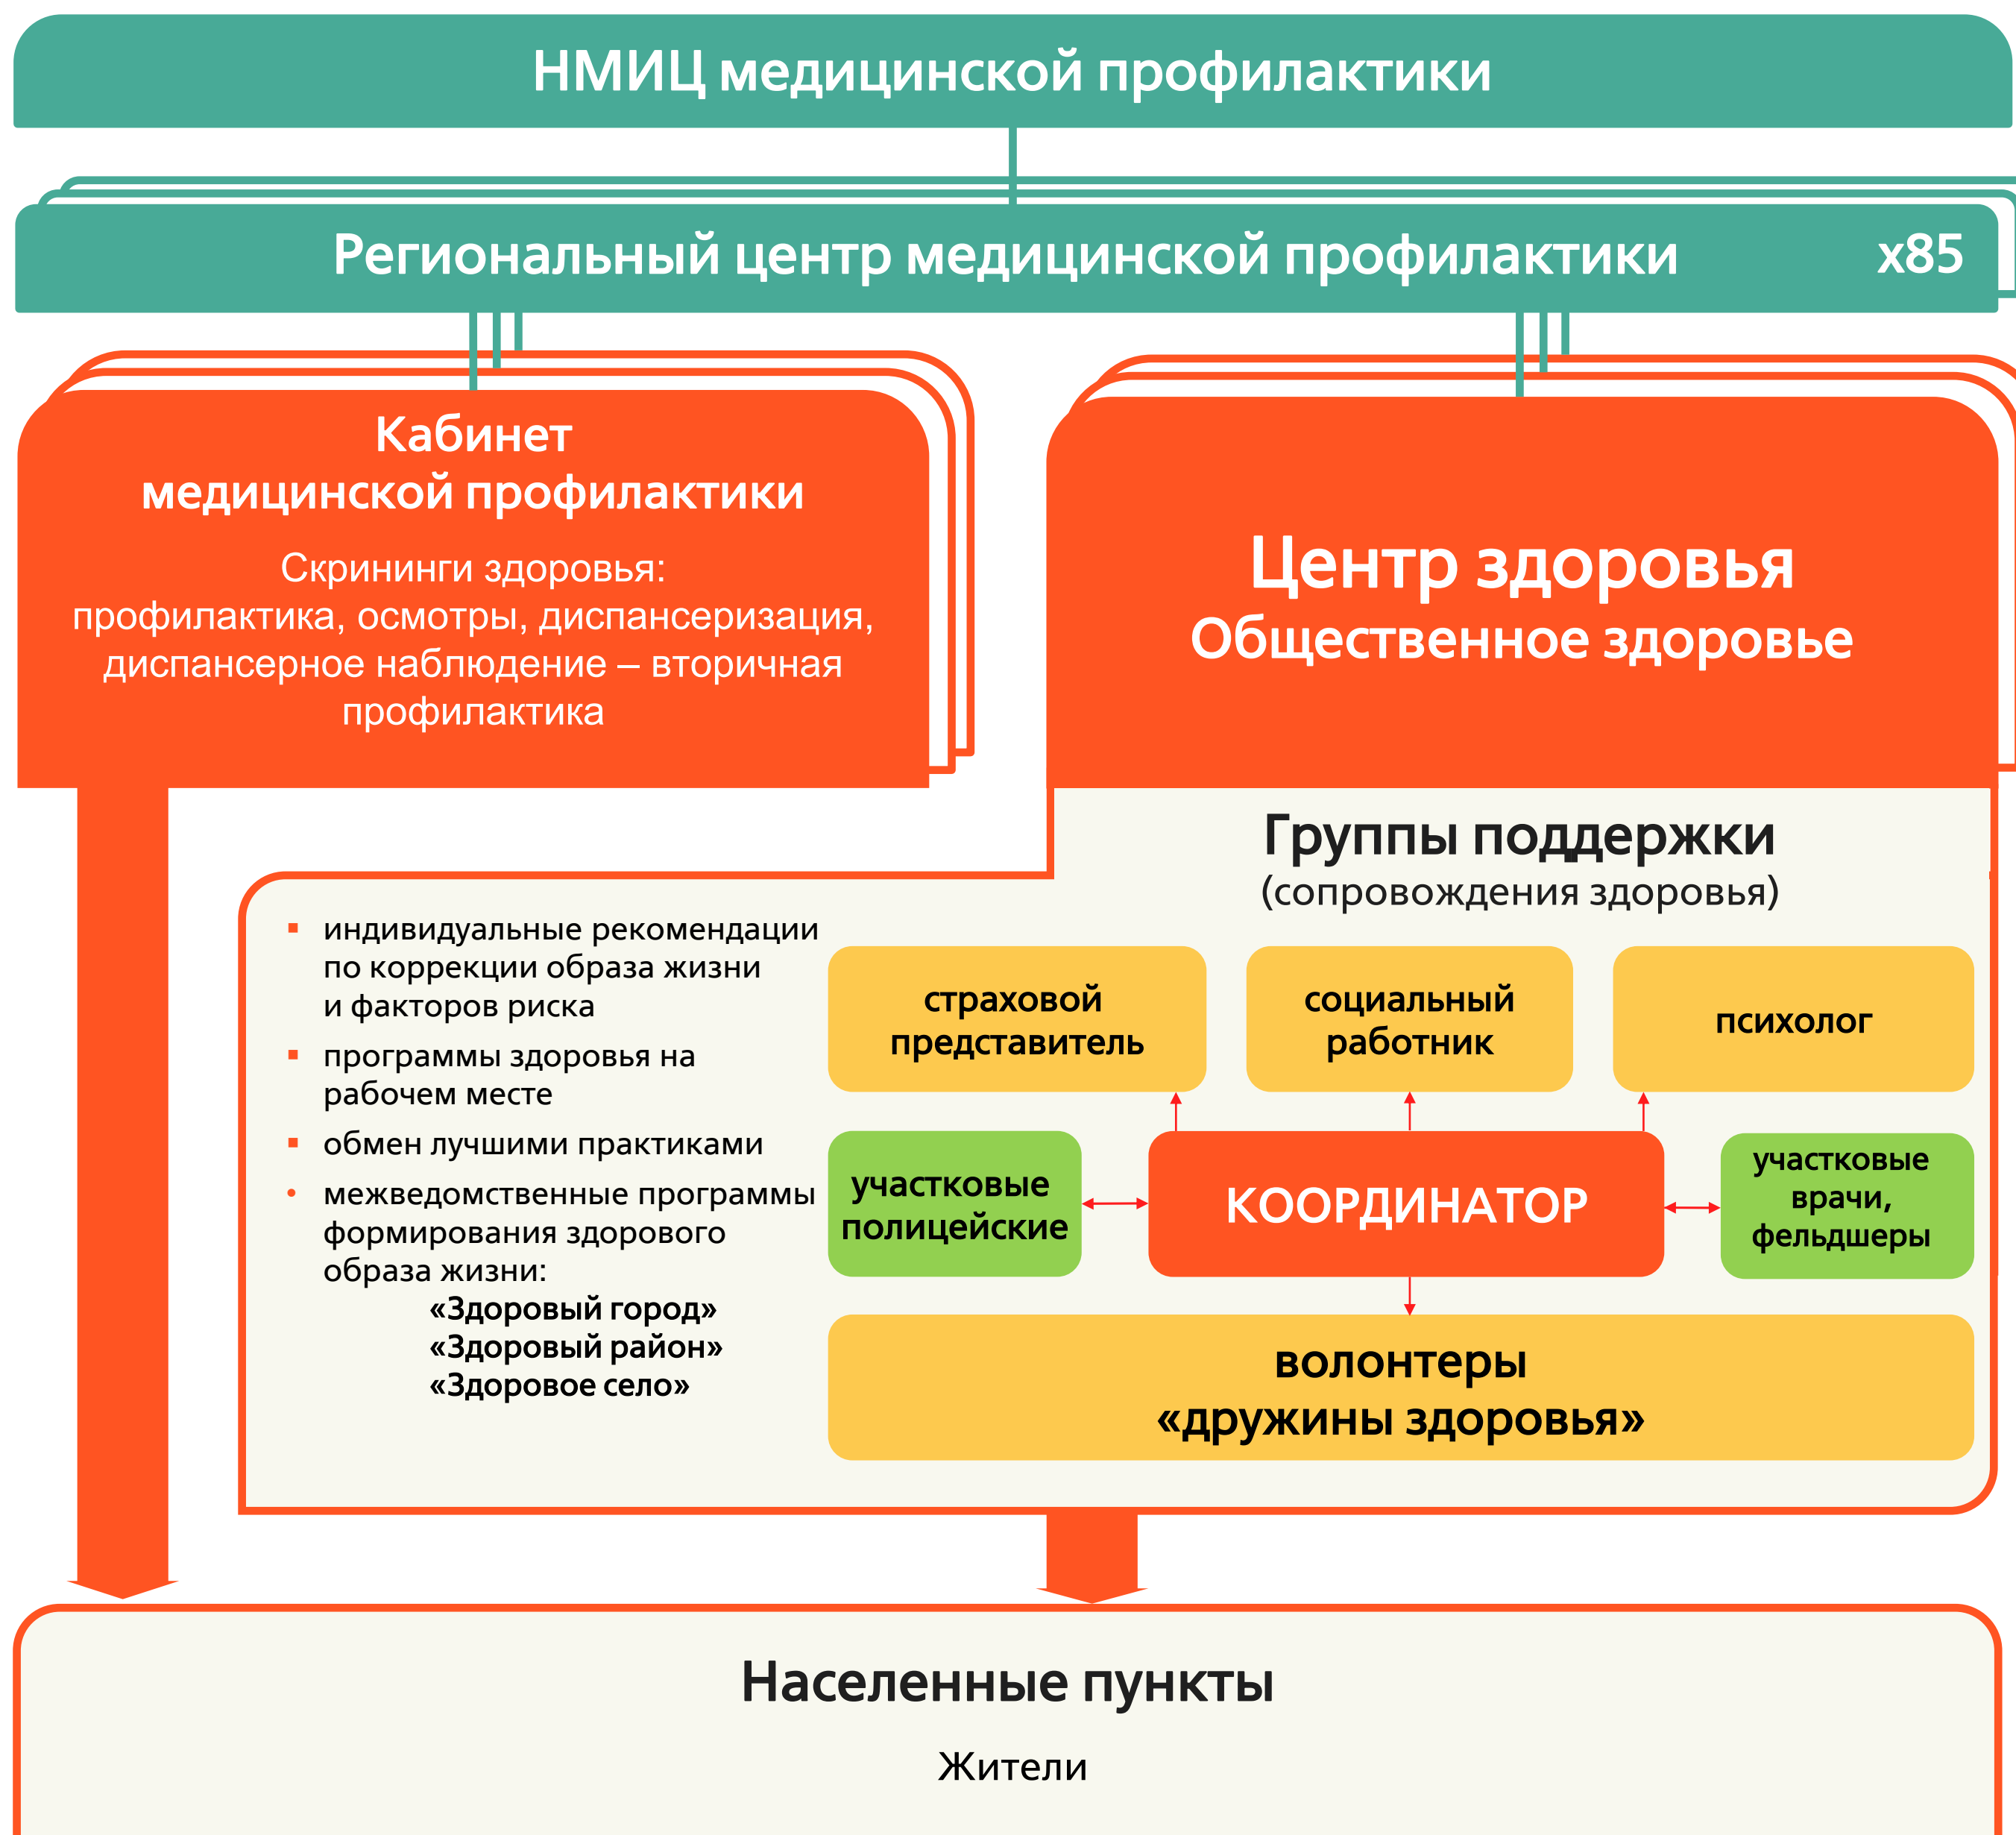 НМИЦ медицинской профилактики
Региональный центр медицинской профилактики
x85
Кабинет
медицинской профилактики
Скрининги здоровья:
профилактика, осмотры, диспансеризация,
диспансерное наблюдение — вторичная
профилактика
Центр здоровья
Общественное здоровье
Группы поддержки
(сопровождения здоровья)
индивидуальные рекомендации
по коррекции образа жизни
и факторов риска
программы здоровья на
рабочем месте
обмен лучшими практиками
межведомственные программы
формирования здорового
образа жизни:
«Здоровый город»
«Здоровый район»
«Здоровое село»
страховой
представитель
социальный
работник
психолог
участковые
полицейские
КООРДИНАТОР
участковые
врачи,
фельдшеры
волонтеры
«дружины здоровья»
Населенные пункты
Жители